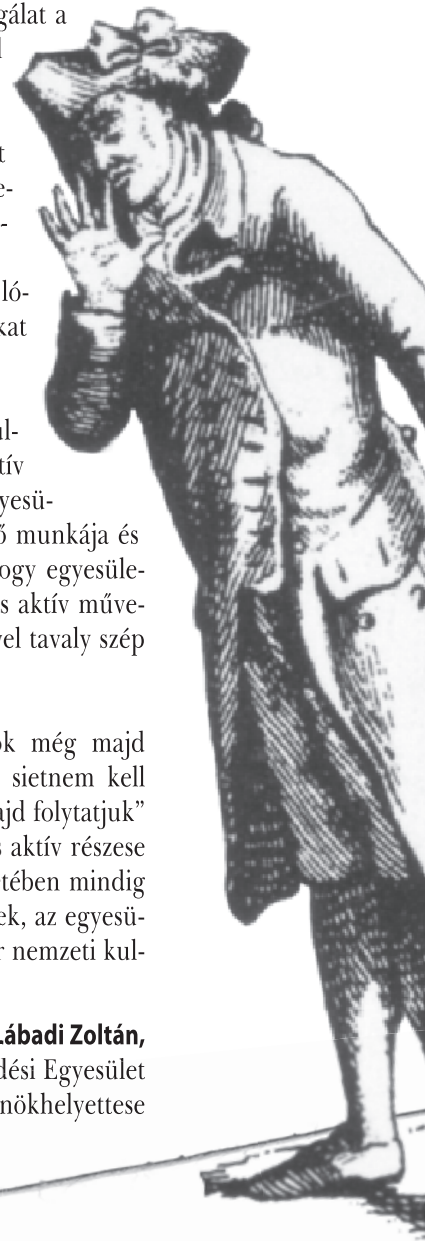 gálat a
l
t
e-
-
ló-
kat
ul-
tív
yesü-
ő munkája és
ogy egyesüle-
s aktív műve-
vel tavaly szép
ok még majd
sietnem kell
ajd folytatjuk”
s aktív részese
etében mindig
ek, az egyesü-
r nemzeti kul-
Lábadi Zoltán,
dési Egyesület
nökhelyettese